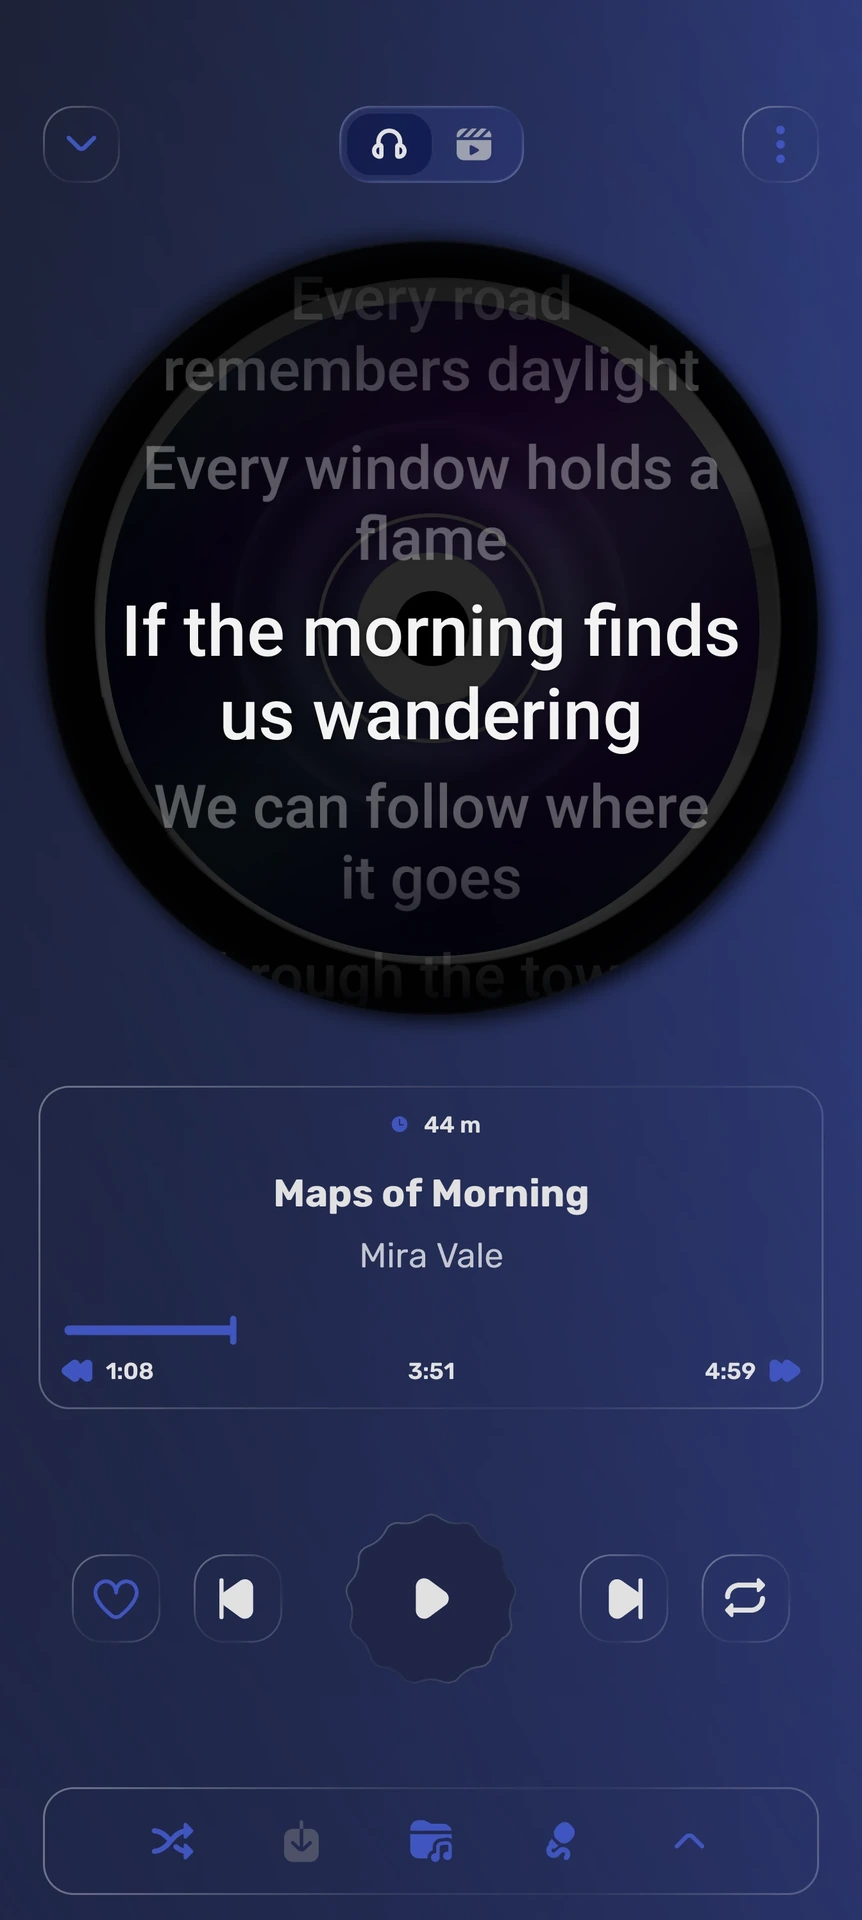 Every road
remembers daylight
Every window holds a
flame
If the morning finds
us wandering
We can follow where
it goes
the
44 m
Maps of Morning
Mira Vale
1:08 3:51 4:59